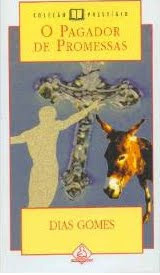 COLEÇÃO PRESTÍGIO
O PAGADOR
DE PROMESSAS
DIAS GOMES